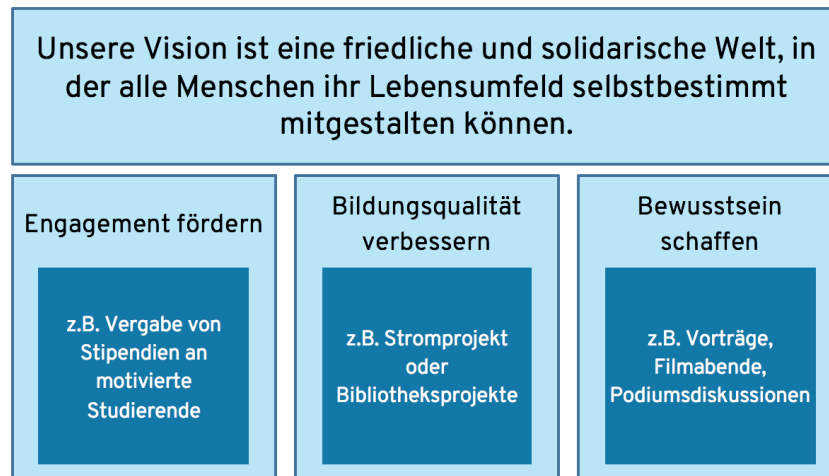 Unsere Vision ist eine friedliche und solidarische Welt, in
der alle Menschen ihr Lebensumfeld selbstbestimmt
mitgestalten können.
Engagement fördern
z.B. Vergabe von
Stipendien an
motivierte
Studierende
Bildungsqualität
verbessern
z.B. Stromprojekt
oder
Bibliotheksprojekte
Bewusstsein
schaffen
z.B. Vorträge,
Filmabende,
Podiumsdiskussionen